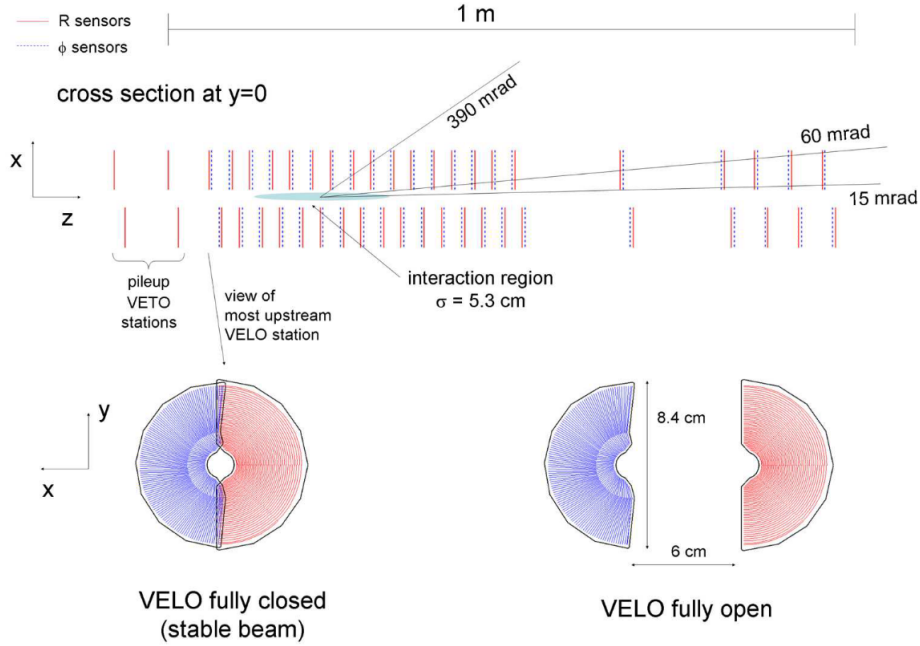 1 m
R sensors
ϕ sensors
cross section at y=0
390 mrad
60 mrad
15 mrad
x
z
pileup
VETO
stations
view of
most upstream
VELO station
interaction region
σ = 5.3 cm
y
x
8.4 cm
6 cm
VELO fully closed
(stable beam)
VELO fully open